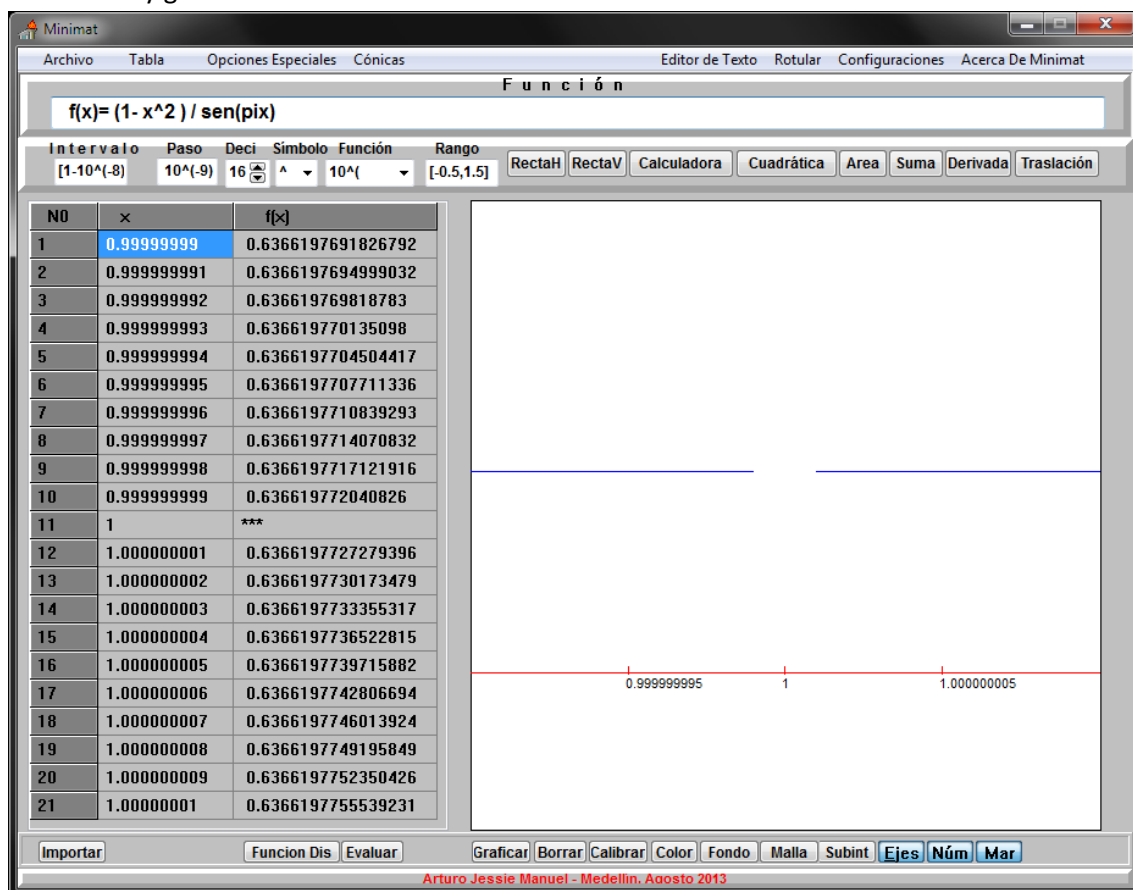 Minimat
Archivo Tabla Opciones Especiales Cónicas Editor de Texto Rotular Configuraciones Acerca De Minimat
Función
f(x)= (1- x^2 ) / sen(pix)
Intervalo Paso Deci Simbolo Función Rango
[1-10^(-8) 10^(-9) 16 ^ 10^( [-0.5,1.5] RectaH RectaV Calculadora Cuadrática Area Suma Derivada Traslación
N0 x f(x)
1 0.99999999 0.6366197691826792
2 0.999999991 0.6366197694999032
3 0.999999992 0.636619769818783
4 0.999999993 0.636619770135098
5 0.999999994 0.6366197704504417
6 0.999999995 0.6366197707711336
7 0.999999996 0.6366197710839293
8 0.999999997 0.6366197714070832
9 0.999999998 0.6366197717121916
10 0.999999999 0.636619772040826
11 1 ***
12 1.000000001 0.6366197727279396
13 1.000000002 0.6366197730173479
14 1.000000003 0.6366197733355317
15 1.000000004 0.6366197736522815
16 1.000000005 0.6366197739715882
17 1.000000006 0.6366197742806694
18 1.000000007 0.6366197746013924
19 1.000000008 0.6366197749195849
20 1.000000009 0.6366197752350426
21 1.00000001 0.6366197755539231
0.999999995 1 1.000000005
Importar Funcion Dis Evaluar Graficar Borrar Calibrar Color Fondo Malla Subint Ejes Núm Mar
Arturo Jessie Manuel - Medellin. Agosto 2013